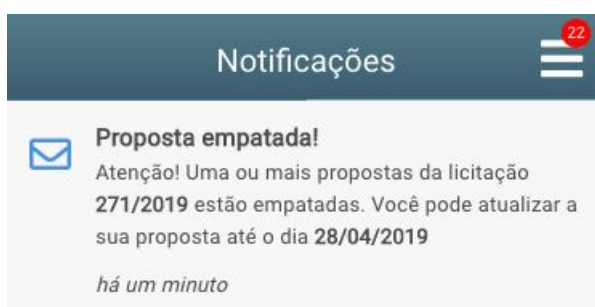 Notificações
22
Proposta empatada!
Atenção! Uma ou mais propostas da licitação
271/2019 estão empatadas. Você pode atualizar a
sua proposta até o dia 28/04/2019
há um minuto